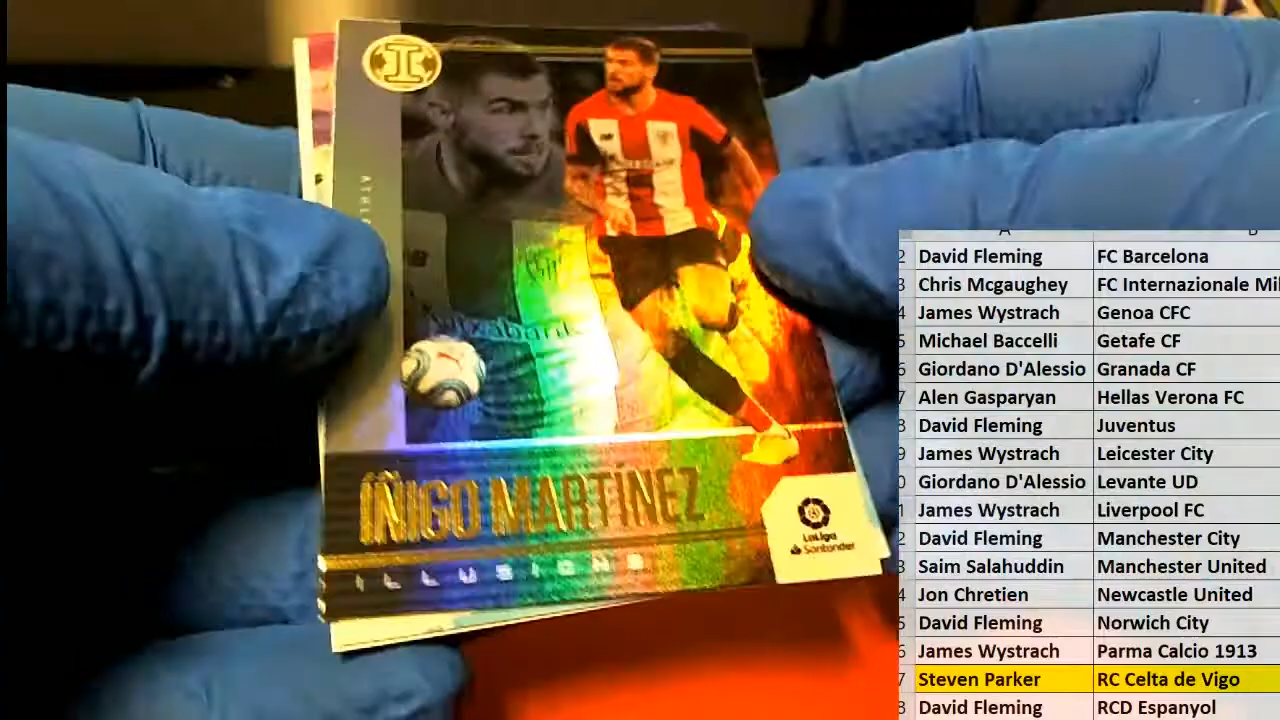 I
ATHLE
ÍÑIGO MARTÍNEZ
ILLUSIONS
LaLiga
Santander
A B
2 David Fleming FC Barcelona
3 Chris Mcgaughey FC Internazionale Mil
4 James Wystrach Genoa CFC
5 Michael Baccelli Getafe CF
6 Giordano D'Alessio Granada CF
7 Alen Gasparyan Hellas Verona FC
8 David Fleming Juventus
9 James Wystrach Leicester City
0 Giordano D'Alessio Levante UD
1 James Wystrach Liverpool FC
2 David Fleming Manchester City
3 Saim Salahuddin Manchester United
4 Jon Chretien Newcastle United
5 David Fleming Norwich City
6 James Wystrach Parma Calcio 1913
7 Steven Parker RC Celta de Vigo
8 David Fleming RCD Espanyol